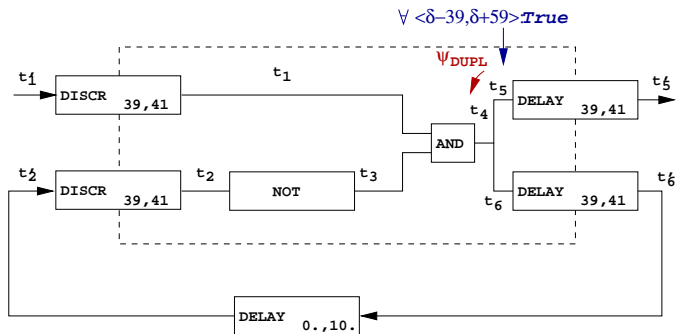 ∀ <δ−39,δ+59>:True
ψDUPL
t1'
DISCR
39,41
t1
t4
t5
DELAY
39,41
t5'
AND
t2'
DISCR
39,41
t2
NOT
t3
t6
DELAY
39,41
t6'
DELAY
0.,10.